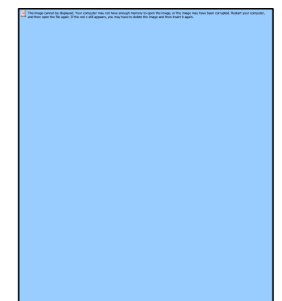 The image cannot be displayed. Your computer may not have enough memory to open the image, or the image may have been corrupted. Restart your computer,
and then open the file again. If the red x still appears, you may have to delete the image and then insert it again.